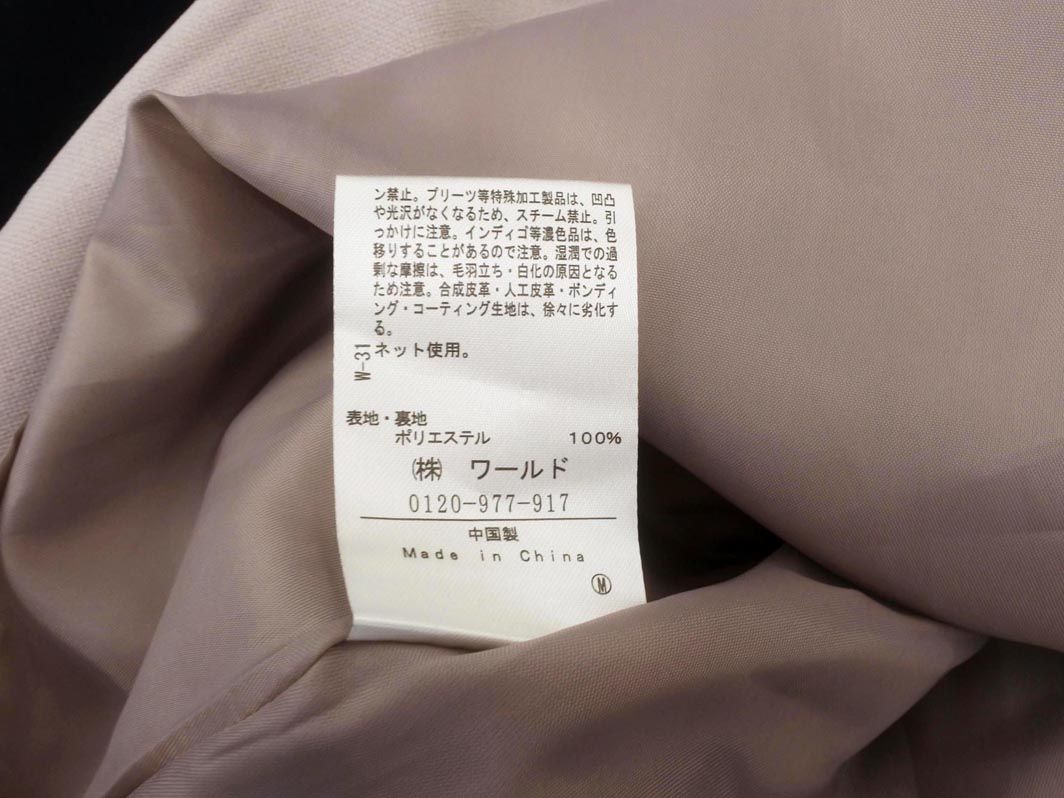 ン禁止。プリーツ等特殊加工製品は、凹凸
や光沢がなくなるため、スチーム禁止。引
っかけに注意。インディゴ等濃色品は、色
移りすることがあるので注意。湿潤での過
剰な摩擦は、毛羽立ち・白化の原因となる
ため注意。合成皮革・人工皮革・ボンディ
ング・コーティング生地は、徐々に劣化す
る。
ネット使用。
W-31
表地・裏地
ポリエステル 100%
㈱ ワールド
0120-977-917
中国製
Made in China
Ⓜ